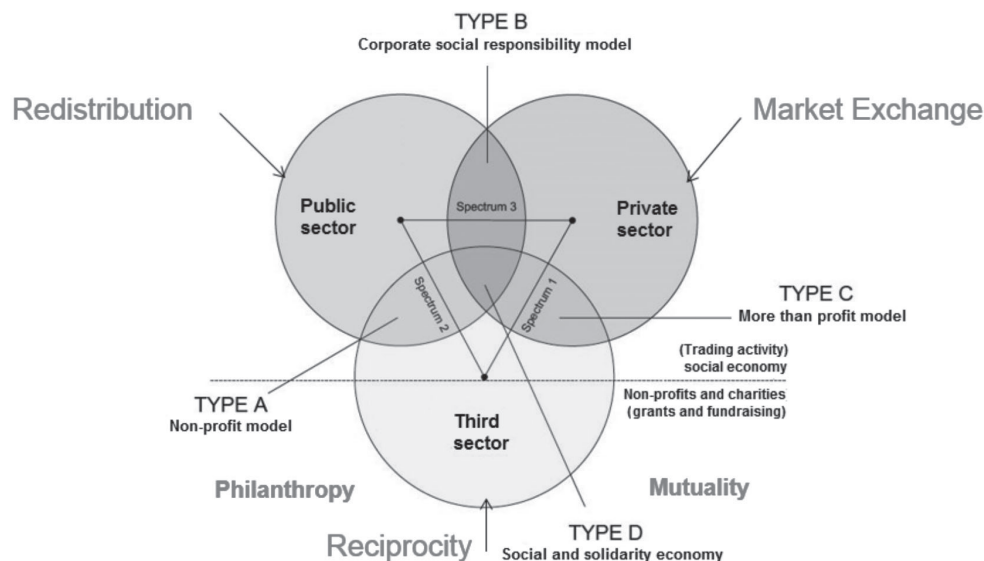 TYPE B
Corporate social responsibility model
Redistribution
Market Exchange
Public
sector
Spectrum 3
Private
sector
Spectrum 2
Spectrum 1
TYPE C
More than profit model
(Trading activity)
social economy
Non-profits and charities
(grants and fundraising)
TYPE A
Non-profit model
Third
sector
Philanthropy
Mutuality
Reciprocity
TYPE D
Social and solidarity economy